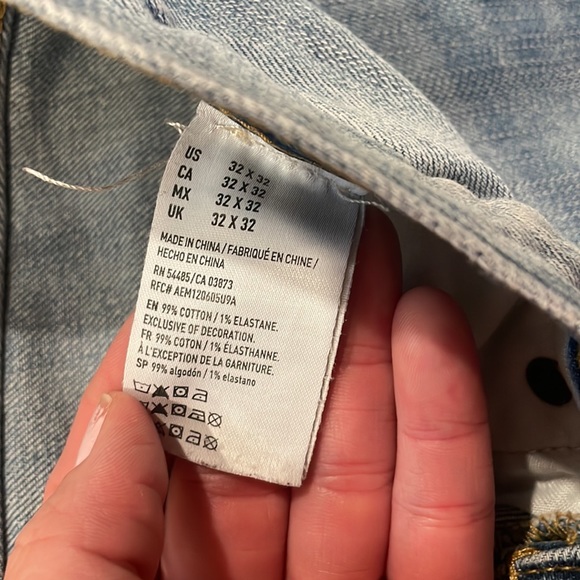 US 32 X 32
CA 32 X 32
MX 32 X 32
UK 32 X 32
MADE IN CHINA / FABRIQUÉ EN CHINE /
HECHO EN CHINA
RN 54485/CA 03873
RFC# AEM120605U9A
EN 99% COTTON / 1% ELASTANE.
EXCLUSIVE OF DECORATION.
FR 99% COTON / 1% ÉLASTHANNE.
À L'EXCEPTION DE LA GARNITURE.
SP 99% algodón / 1% elastano